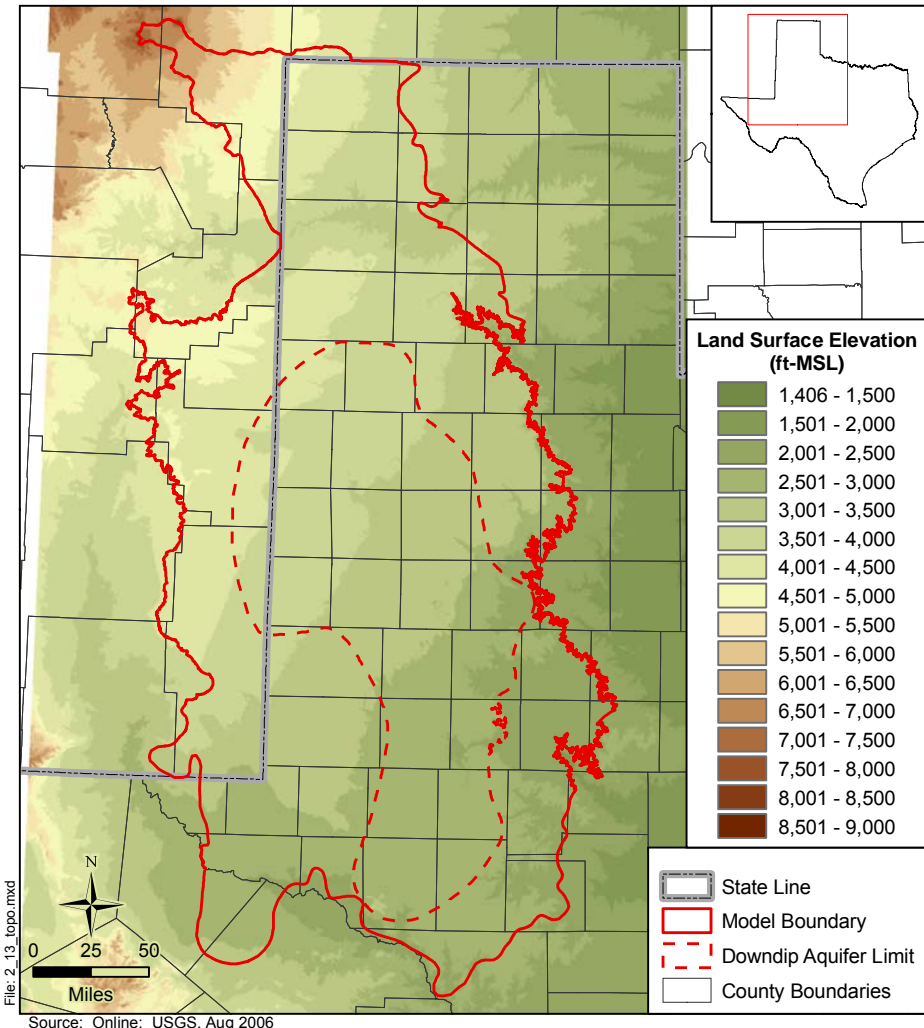 Land Surface Elevation
(ft-MSL)
1,406 - 1,500
1,501 - 2,000
2,001 - 2,500
2,501 - 3,000
3,001 - 3,500
3,501 - 4,000
4,001 - 4,500
4,501 - 5,000
5,001 - 5,500
5,501 - 6,000
6,001 - 6,500
6,501 - 7,000
7,001 - 7,500
7,501 - 8,000
8,001 - 8,500
8,501 - 9,000
State Line
Model Boundary
Downdip Aquifer Limit
County Boundaries
N
0 25 50
Miles
File: 2_13_topo.mxd
Source: Online: USGS, Aug 2006